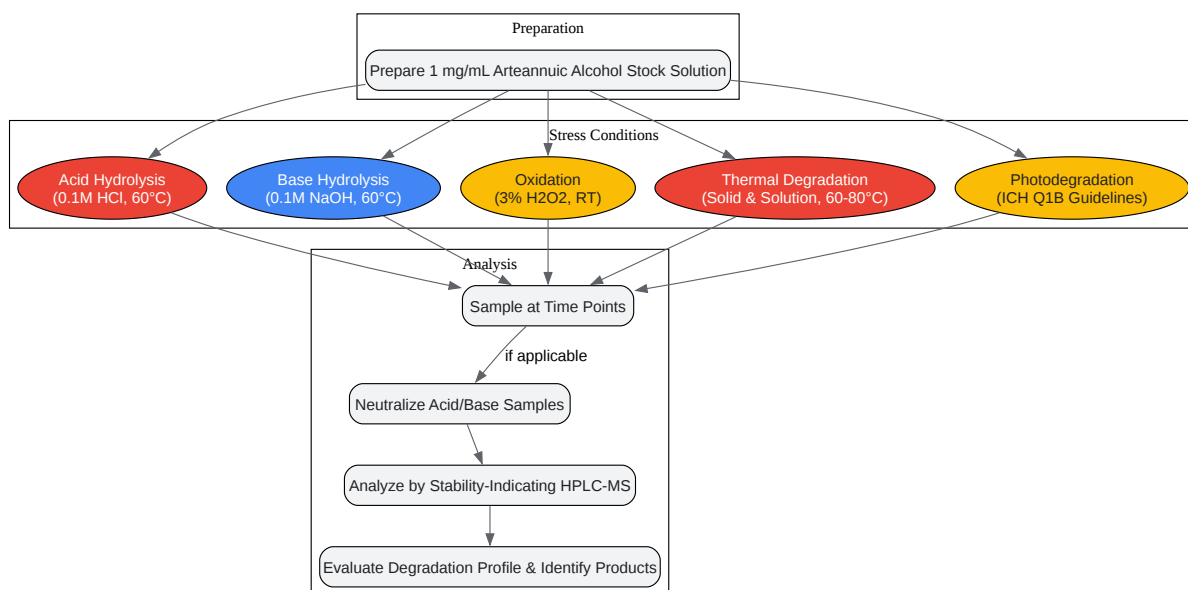 Preparation
Prepare 1 mg/mL Arteannuic Alcohol Stock Solution
Stress Conditions
Acid Hydrolysis
(0.1M HCl, 60°C)
Base Hydrolysis
(0.1M NaOH, 60°C)
Oxidation
(3% H2O2, RT)
Thermal Degradation
(Solid & Solution, 60-80°C)
Photodegradation
(ICH Q1B Guidelines)
Analysis
Sample at Time Points
if applicable
Neutralize Acid/Base Samples
Analyze by Stability-Indicating HPLC-MS
Evaluate Degradation Profile & Identify Products